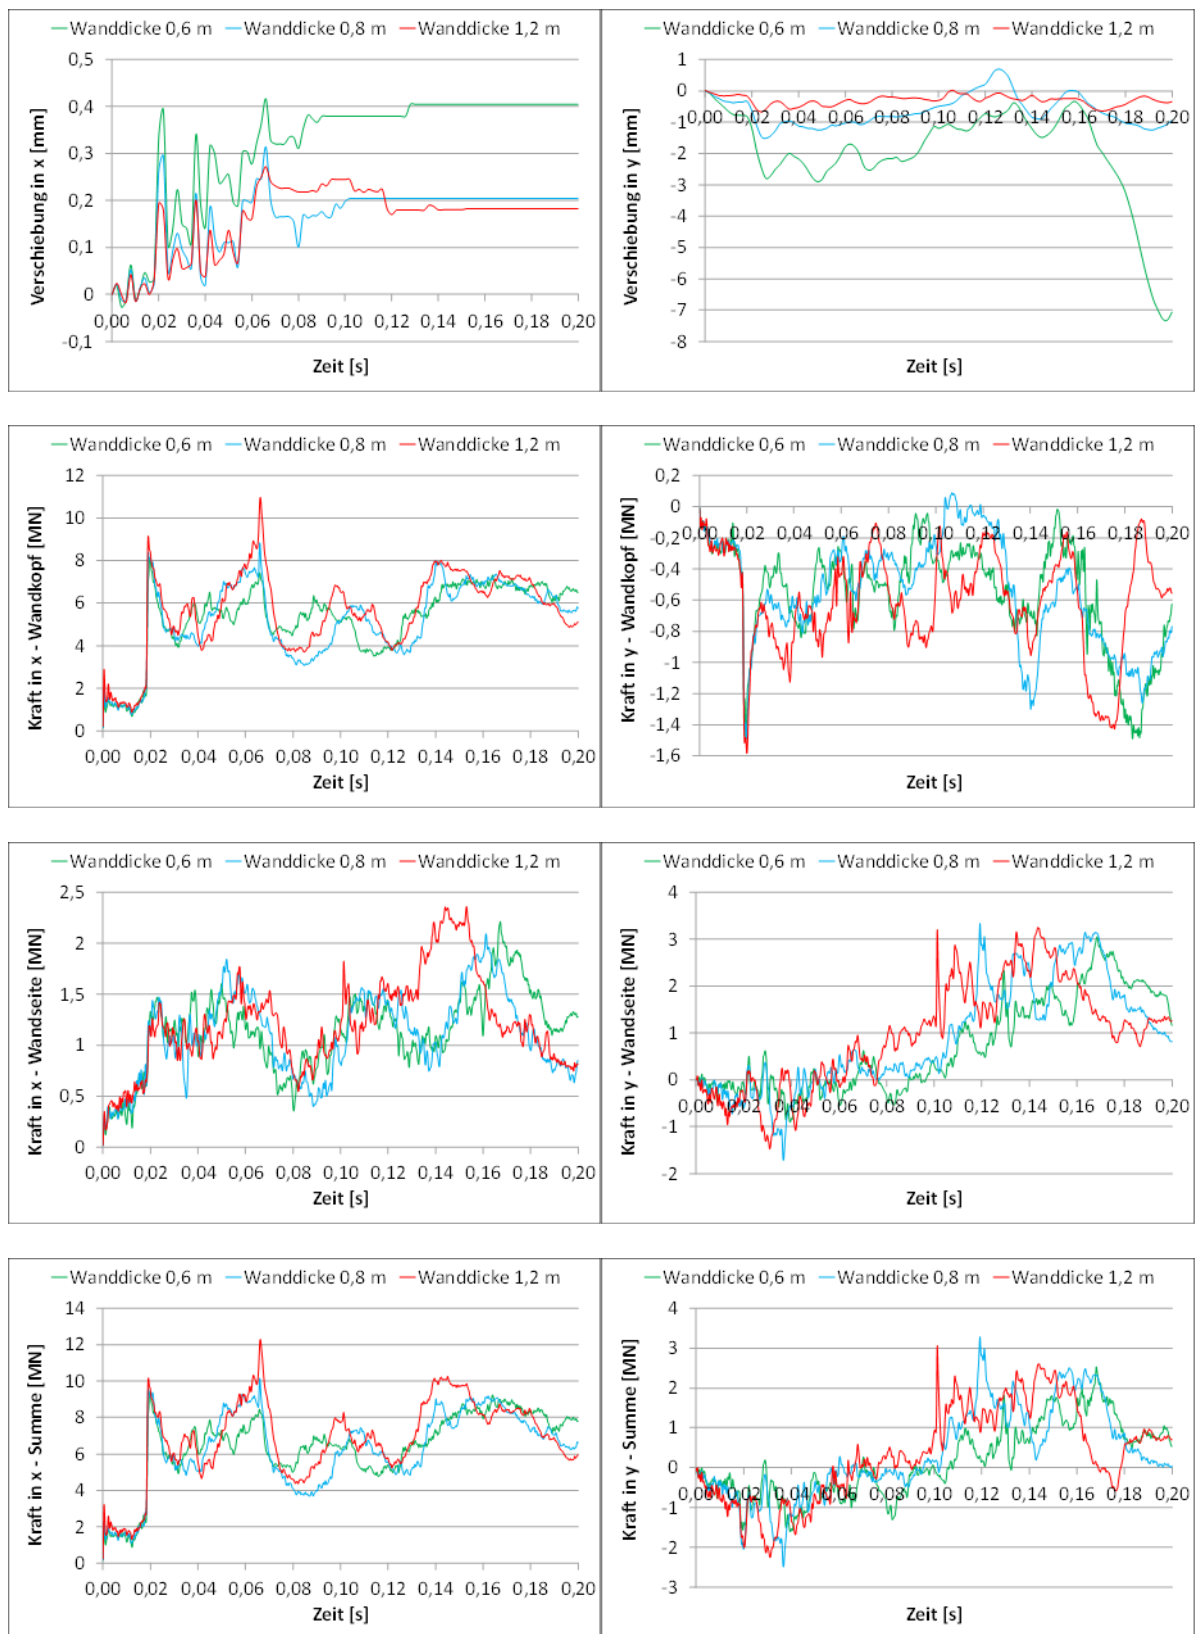 Wanddicke 0,6 m Wanddicke 0,8 m Wanddicke 1,2 m
0,5
0,4
0,3
0,2
0,1
0
-0,1
0,00 0,02 0,04 0,06 0,08 0,10 0,12 0,14 0,16 0,18 0,20
Verschiebung in x [mm]
Zeit [s]
Wanddicke 0,6 m Wanddicke 0,8 m Wanddicke 1,2 m
1
0
-1
-2
-3
-4
-5
-6
-7
-8
0,00 0,02 0,04 0,06 0,08 0,10 0,12 0,14 0,16 0,18 0,20
Verschiebung in y [mm]
Zeit [s]
Wanddicke 0,6 m Wanddicke 0,8 m Wanddicke 1,2 m
12
10
8
6
4
2
0
0,00 0,02 0,04 0,06 0,08 0,10 0,12 0,14 0,16 0,18 0,20
Kraft in x - Wandkopf [MN]
Zeit [s]
Wanddicke 0,6 m Wanddicke 0,8 m Wanddicke 1,2 m
0,2
0
-0,2
-0,4
-0,6
-0,8
-1
-1,2
-1,4
-1,6
0,00 0,02 0,04 0,06 0,08 0,10 0,12 0,14 0,16 0,18 0,20
Kraft in y - Wandkopf [MN]
Zeit [s]
Wanddicke 0,6 m Wanddicke 0,8 m Wanddicke 1,2 m
2,5
2
1,5
1
0,5
0
0,00 0,02 0,04 0,06 0,08 0,10 0,12 0,14 0,16 0,18 0,20
Kraft in x - Wandseite [MN]
Zeit [s]
Wanddicke 0,6 m Wanddicke 0,8 m Wanddicke 1,2 m
4
3
2
1
0
-1
-2
0,00 0,02 0,04 0,06 0,08 0,10 0,12 0,14 0,16 0,18 0,20
Kraft in y - Wandseite [MN]
Zeit [s]
Wanddicke 0,6 m Wanddicke 0,8 m Wanddicke 1,2 m
14
12
10
8
6
4
2
0
0,00 0,02 0,04 0,06 0,08 0,10 0,12 0,14 0,16 0,18 0,20
Kraft in x - Summe [MN]
Zeit [s]
Wanddicke 0,6 m Wanddicke 0,8 m Wanddicke 1,2 m
4
3
2
1
0
-1
-2
-3
0,00 0,02 0,04 0,06 0,08 0,10 0,12 0,14 0,16 0,18 0,20
Kraft in y - Summe [MN]
Zeit [s]